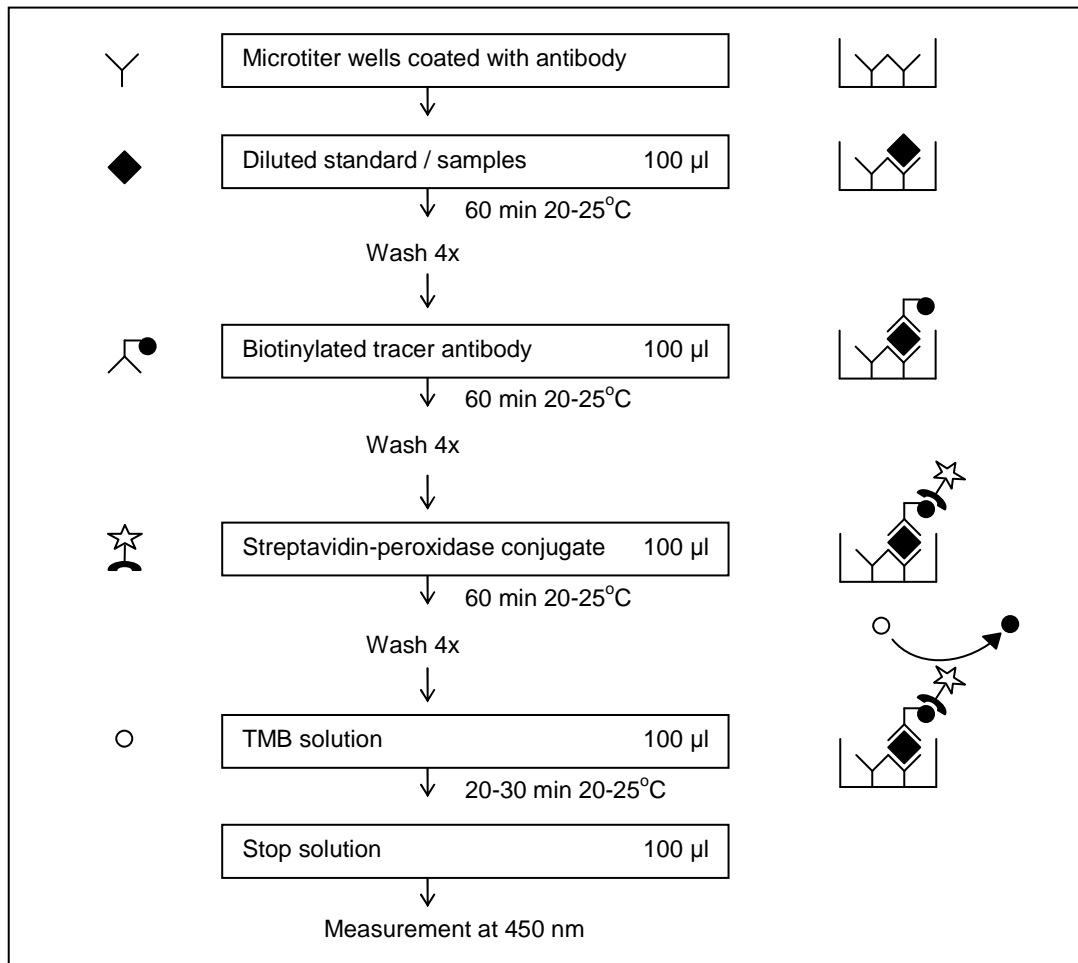 Microtiter wells coated with antibody
Diluted standard / samples 100 µl
60 min 20-25°C
Wash 4x
Biotinylated tracer antibody 100 µl
60 min 20-25°C
Wash 4x
Streptavidin-peroxidase conjugate 100 µl
60 min 20-25°C
Wash 4x
TMB solution 100 µl
20-30 min 20-25°C
Stop solution 100 µl
Measurement at 450 nm